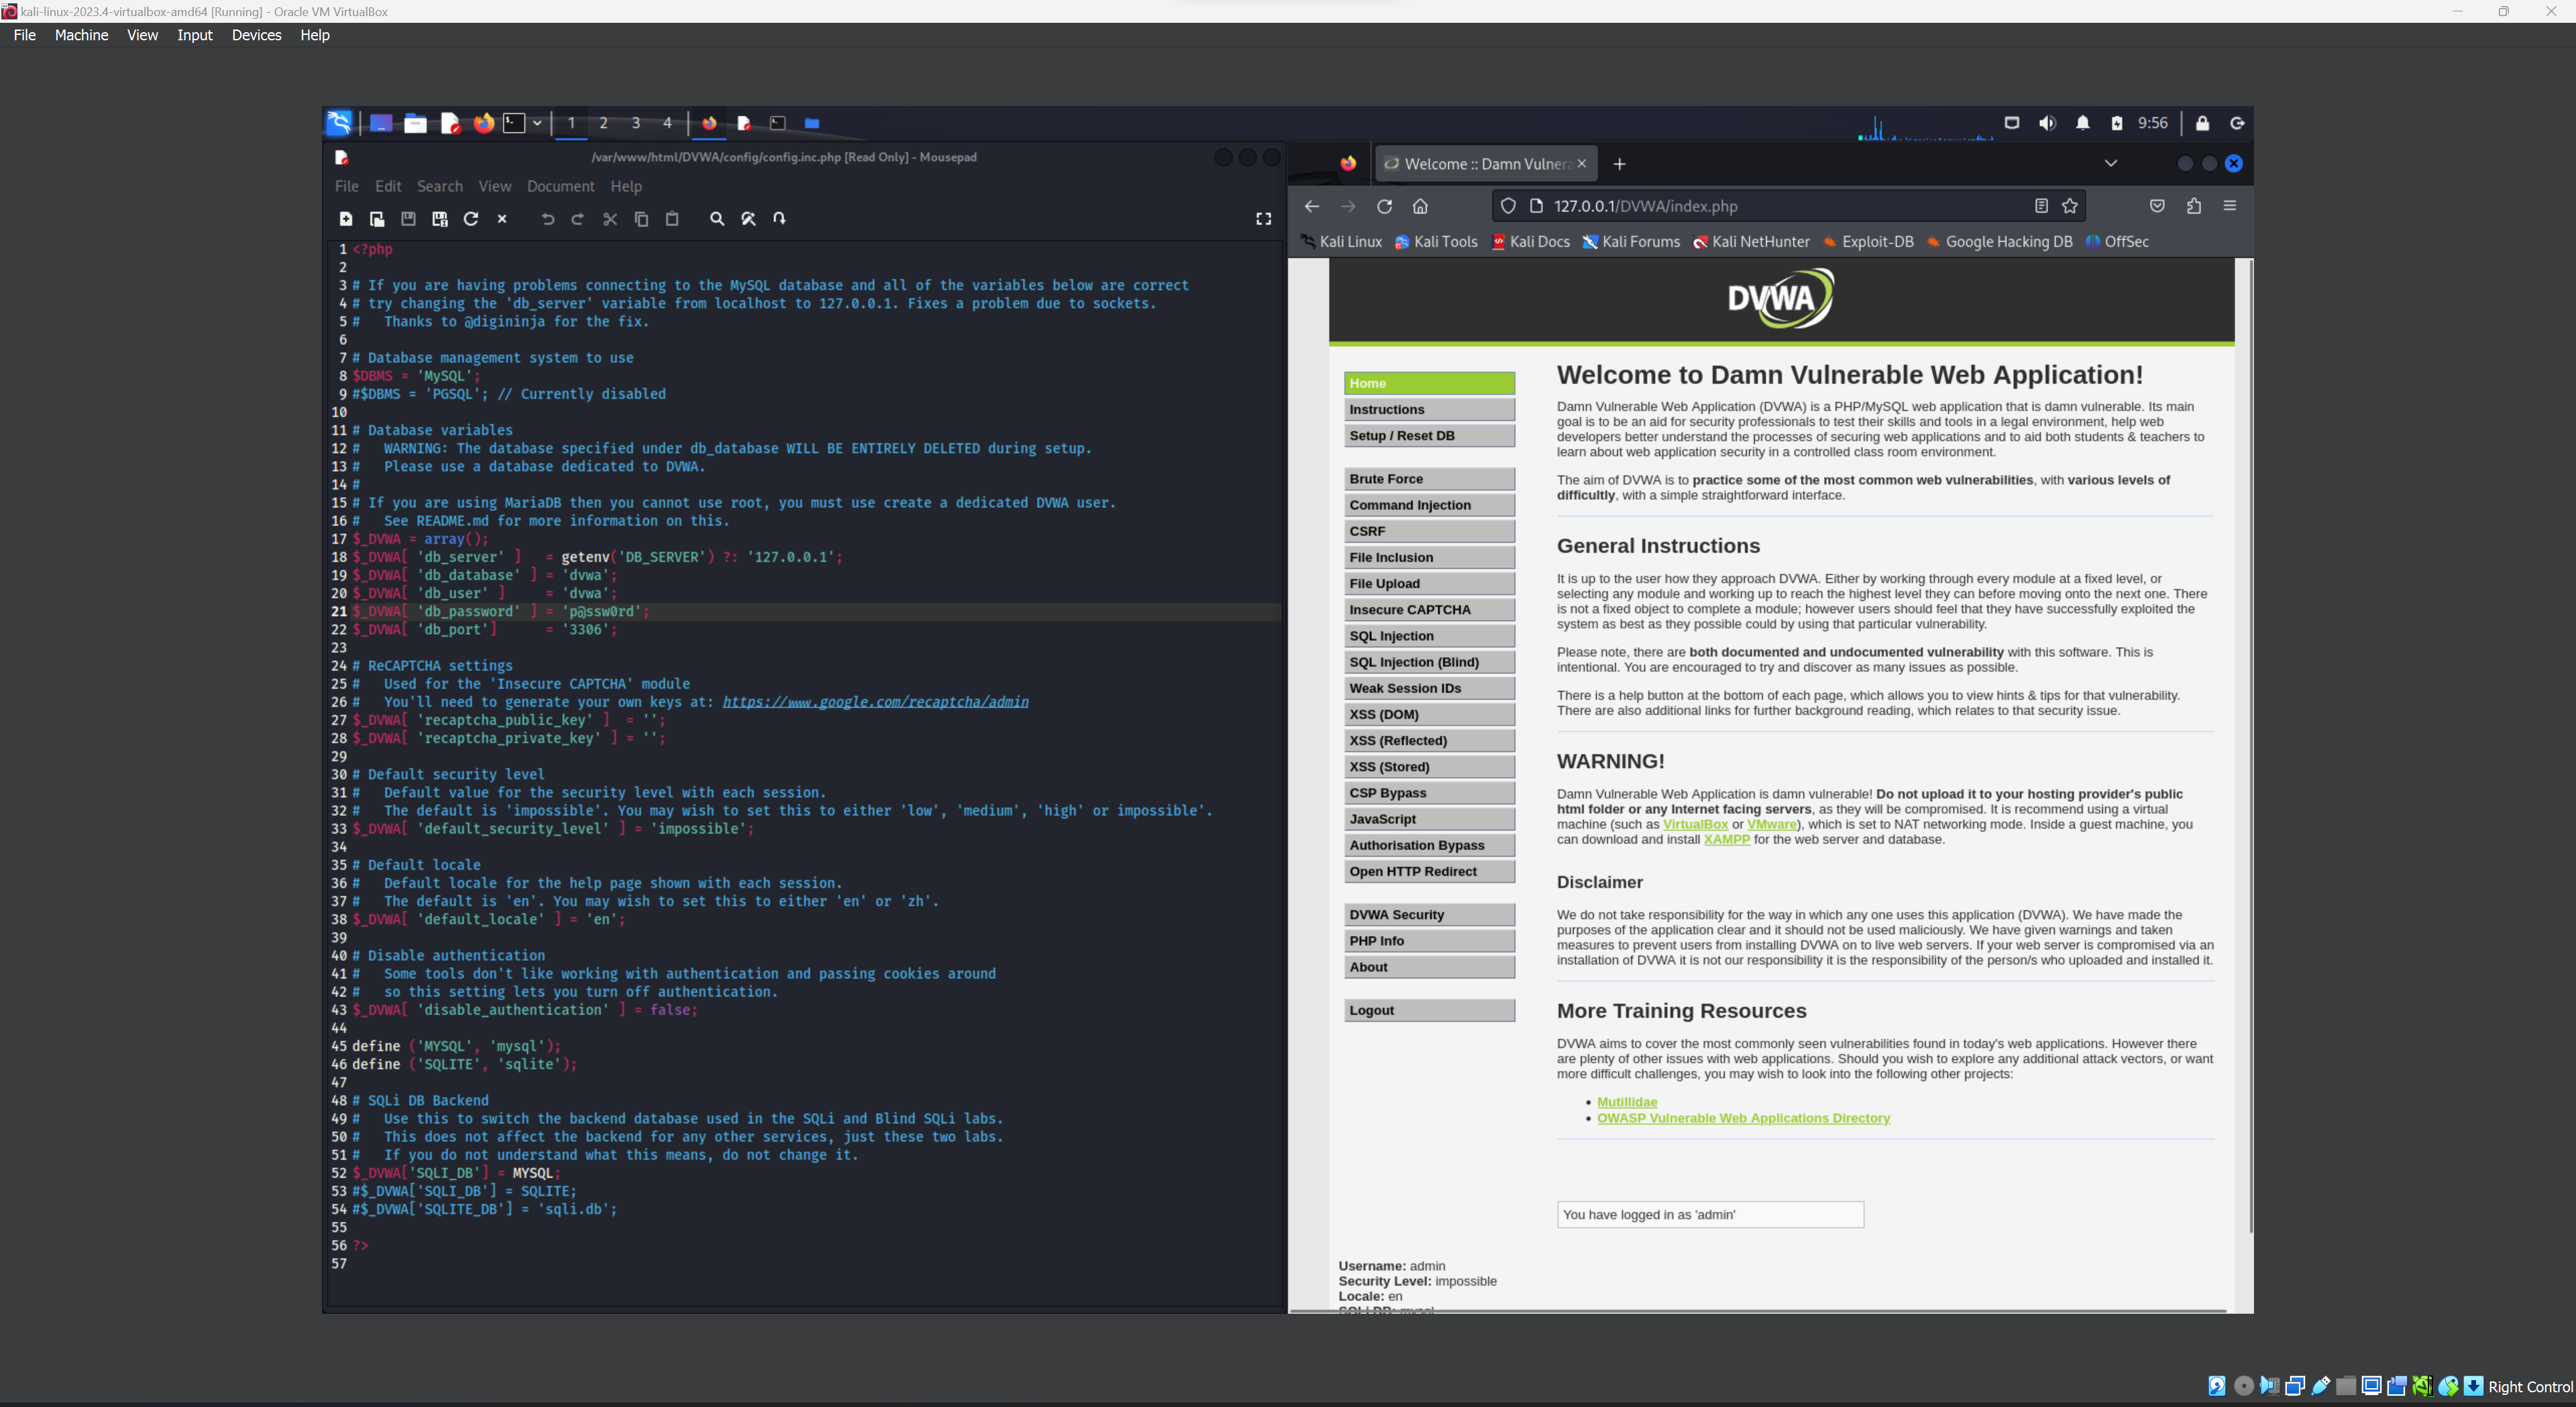 kali-linux-2023.4-virtualbox-amd64 [Running] - Oracle VM VirtualBox
File Machine View Input Devices Help
1 2 3 4
9:56
/var/www/html/DVWA/config/config.inc.php [Read Only] - Mousepad
File Edit Search View Document Help
1 <?php
2
3 # If you are having problems connecting to the MySQL database and all of the variables below are correct
4 # try changing the 'db_server' variable from localhost to 127.0.0.1. Fixes a problem due to sockets.
5 #   Thanks to @digininja for the fix.
6
7 # Database management system to use
8 $DBMS = 'MySQL';
9 #$DBMS = 'PGSQL'; // Currently disabled
10
11 # Database variables
12 #   WARNING: The database specified under db_database WILL BE ENTIRELY DELETED during setup.
13 #   Please use a database dedicated to DVWA.
14 #
15 # If you are using MariaDB then you cannot use root, you must use create a dedicated DVWA user.
16 #   See README.md for more information on this.
17 $_DVWA = array();
18 $_DVWA[ 'db_server' ]   = getenv('DB_SERVER') ?: '127.0.0.1';
19 $_DVWA[ 'db_database' ] = 'dvwa';
20 $_DVWA[ 'db_user' ]     = 'dvwa';
21 $_DVWA[ 'db_password' ] = 'p@ssw0rd';
22 $_DVWA[ 'db_port']      = '3306';
23
24 # ReCAPTCHA settings
25 #   Used for the 'Insecure CAPTCHA' module
26 #   You'll need to generate your own keys at: https://www.google.com/recaptcha/admin
27 $_DVWA[ 'recaptcha_public_key' ]  = '';
28 $_DVWA[ 'recaptcha_private_key' ] = '';
29
30 # Default security level
31 #   Default value for the security level with each session.
32 #   The default is 'impossible'. You may wish to set this to either 'low', 'medium', 'high' or impossible'.
33 $_DVWA[ 'default_security_level' ] = 'impossible';
34
35 # Default locale
36 #   Default locale for the help page shown with each session.
37 #   The default is 'en'. You may wish to set this to either 'en' or 'zh'.
38 $_DVWA[ 'default_locale' ] = 'en';
39
40 # Disable authentication
41 #   Some tools don't like working with authentication and passing cookies around
42 #   so this setting lets you turn off authentication.
43 $_DVWA[ 'disable_authentication' ] = false;
44
45 define ('MYSQL', 'mysql');
46 define ('SQLITE', 'sqlite');
47
48 # SQLi DB Backend
49 #   Use this to switch the backend database used in the SQLi and Blind SQLi labs.
50 #   This does not affect the backend for any other services, just these two labs.
51 #   If you do not understand what this means, do not change it.
52 $_DVWA['SQLI_DB'] = MYSQL;
53 #$_DVWA['SQLI_DB'] = SQLITE;
54 #$_DVWA['SQLITE_DB'] = 'sqli.db';
55
56 ?>
57
Welcome :: Damn Vulnera
127.0.0.1/DVWA/index.php
Kali Linux Kali Tools Kali Docs Kali Forums Kali NetHunter Exploit-DB Google Hacking DB OffSec
DVWA
Home
Instructions
Setup / Reset DB
Brute Force
Command Injection
CSRF
File Inclusion
File Upload
Insecure CAPTCHA
SQL Injection
SQL Injection (Blind)
Weak Session IDs
XSS (DOM)
XSS (Reflected)
XSS (Stored)
CSP Bypass
JavaScript
Authorisation Bypass
Open HTTP Redirect
DVWA Security
PHP Info
About
Logout
Welcome to Damn Vulnerable Web Application!
Damn Vulnerable Web Application (DVWA) is a PHP/MySQL web application that is damn vulnerable. Its main
goal is to be an aid for security professionals to test their skills and tools in a legal environment, help web
developers better understand the processes of securing web applications and to aid both students & teachers to
learn about web application security in a controlled class room environment.
The aim of DVWA is to practice some of the most common web vulnerabilities, with various levels of
difficultly, with a simple straightforward interface.
General Instructions
It is up to the user how they approach DVWA. Either by working through every module at a fixed level, or
selecting any module and working up to reach the highest level they can before moving onto the next one. There
is not a fixed object to complete a module; however users should feel that they have successfully exploited the
system as best as they possible could by using that particular vulnerability.
Please note, there are both documented and undocumented vulnerability with this software. This is
intentional. You are encouraged to try and discover as many issues as possible.
There is a help button at the bottom of each page, which allows you to view hints & tips for that vulnerability.
There are also additional links for further background reading, which relates to that security issue.
WARNING!
Damn Vulnerable Web Application is damn vulnerable! Do not upload it to your hosting provider's public
html folder or any Internet facing servers, as they will be compromised. It is recommend using a virtual
machine (such as VirtualBox or VMware), which is set to NAT networking mode. Inside a guest machine, you
can download and install XAMPP for the web server and database.
Disclaimer
We do not take responsibility for the way in which any one uses this application (DVWA). We have made the
purposes of the application clear and it should not be used maliciously. We have given warnings and taken
measures to prevent users from installing DVWA on to live web servers. If your web server is compromised via an
installation of DVWA it is not our responsibility it is the responsibility of the person/s who uploaded and installed it.
More Training Resources
DVWA aims to cover the most commonly seen vulnerabilities found in today's web applications. However there
are plenty of other issues with web applications. Should you wish to explore any additional attack vectors, or want
more difficult challenges, you may wish to look into the following other projects:
• Mutillidae
• OWASP Vulnerable Web Applications Directory
You have logged in as 'admin'
Username: admin
Security Level: impossible
Locale: en
SQLi DB: mysql
Right Control